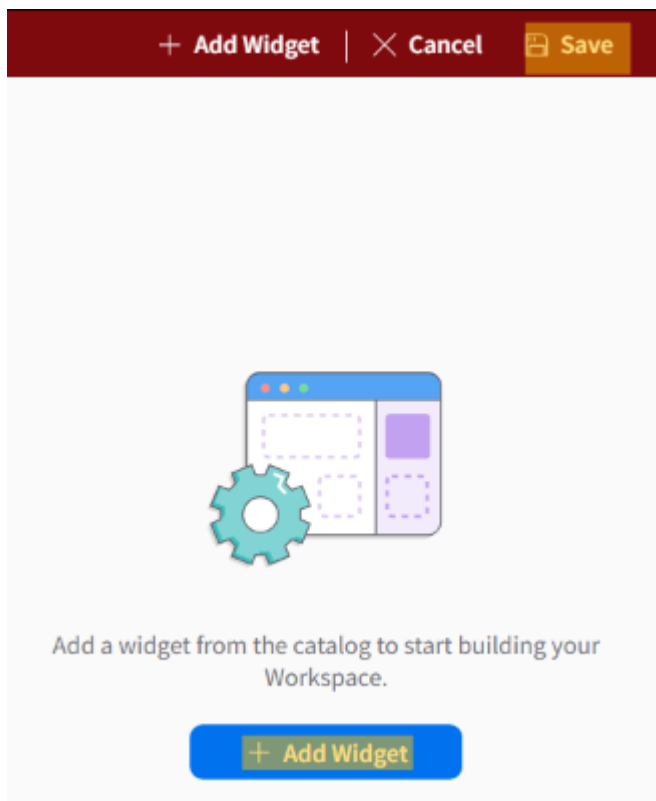 Add Widget
Cancel
Save
Add a widget from the catalog to start building your
Workspace.
Add Widget